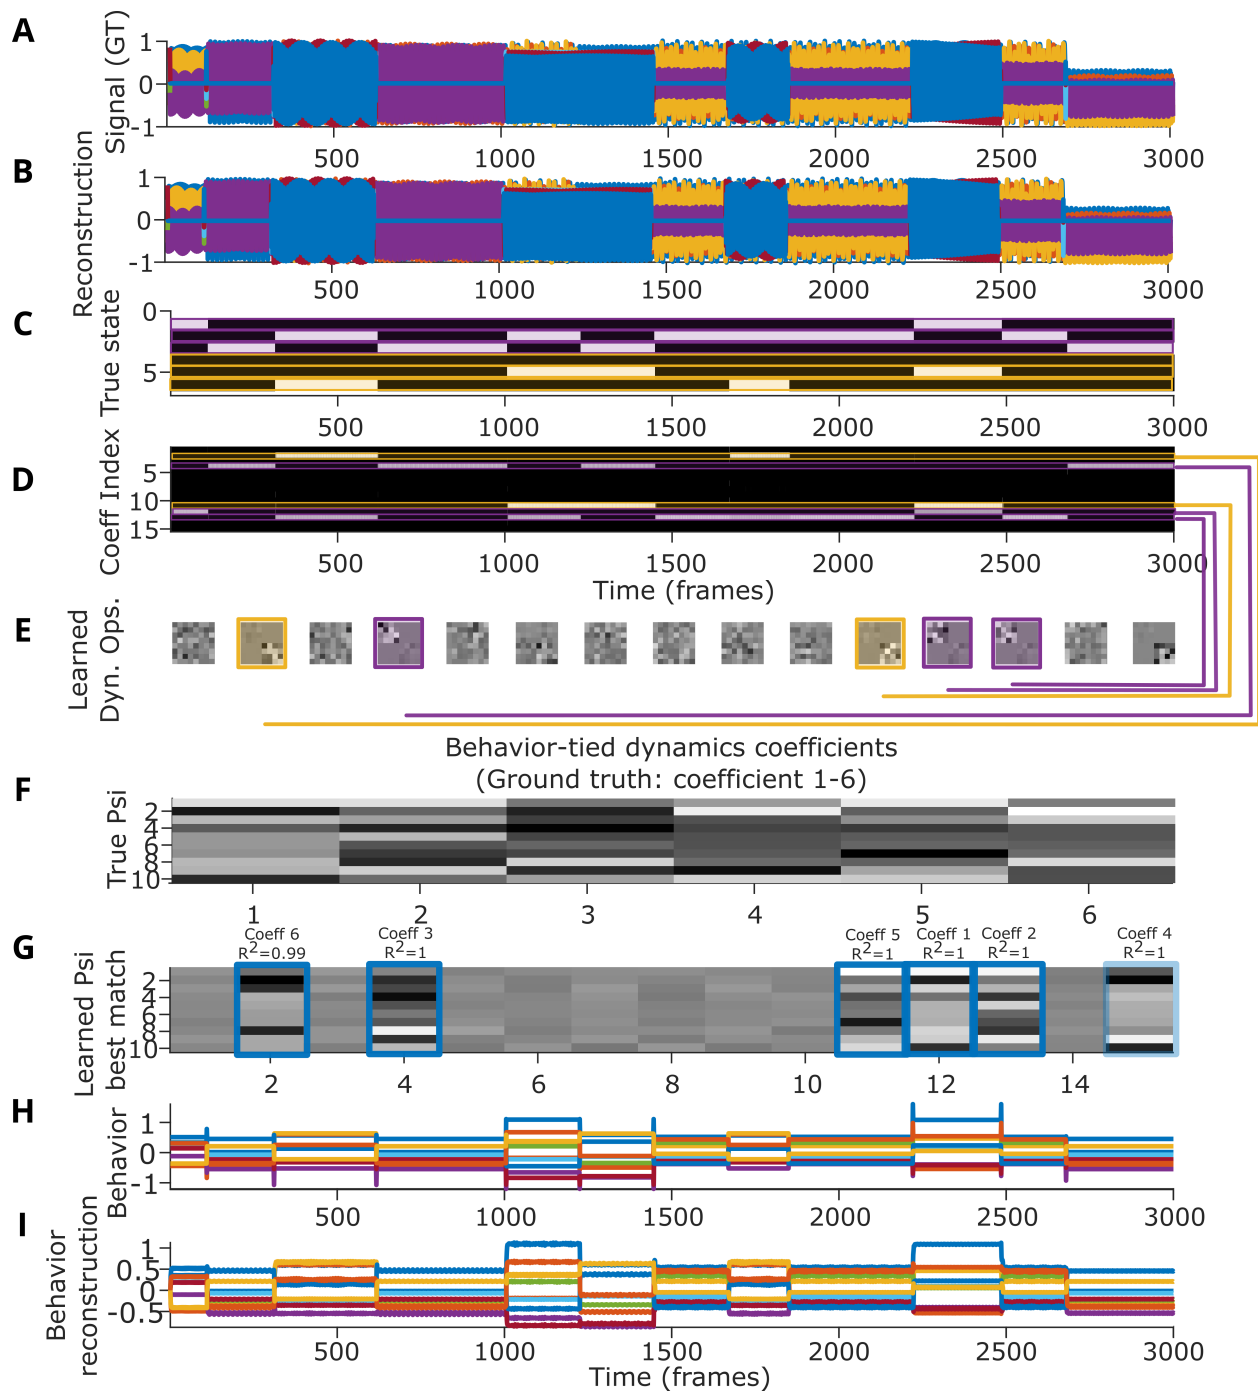 A
Signal (GT)
1
0
-1
500
1000
1500
2000
2500
3000
B
Reconstruction
1
0
-1
500
1000
1500
2000
2500
3000
C
True state
0
5
500
1000
1500
2000
2500
3000
D
Coeff Index
5
10
15
500
1000
1500
2000
2500
3000
Time (frames)
E
Learned
Dyn. Ops.
Behavior-tied dynamics coefficients
(Ground truth: coefficient 1-6)
F
True Psi
2
4
6
8
10
1
2
3
4
5
6
G
Learned Psi
best match
Coeff 6
R²=0.99
Coeff 3
R²=1
Coeff 5
R²=1
Coeff 1
R²=1
Coeff 2
R²=1
Coeff 4
R²=1
2
4
6
8
10
2
4
6
8
10
12
14
H
Behavior
1
0
-1
500
1000
1500
2000
2500
3000
I
Behavior
reconstruction
1
0.5
0
-0.5
500
1000
1500
2000
2500
3000
Time (frames)